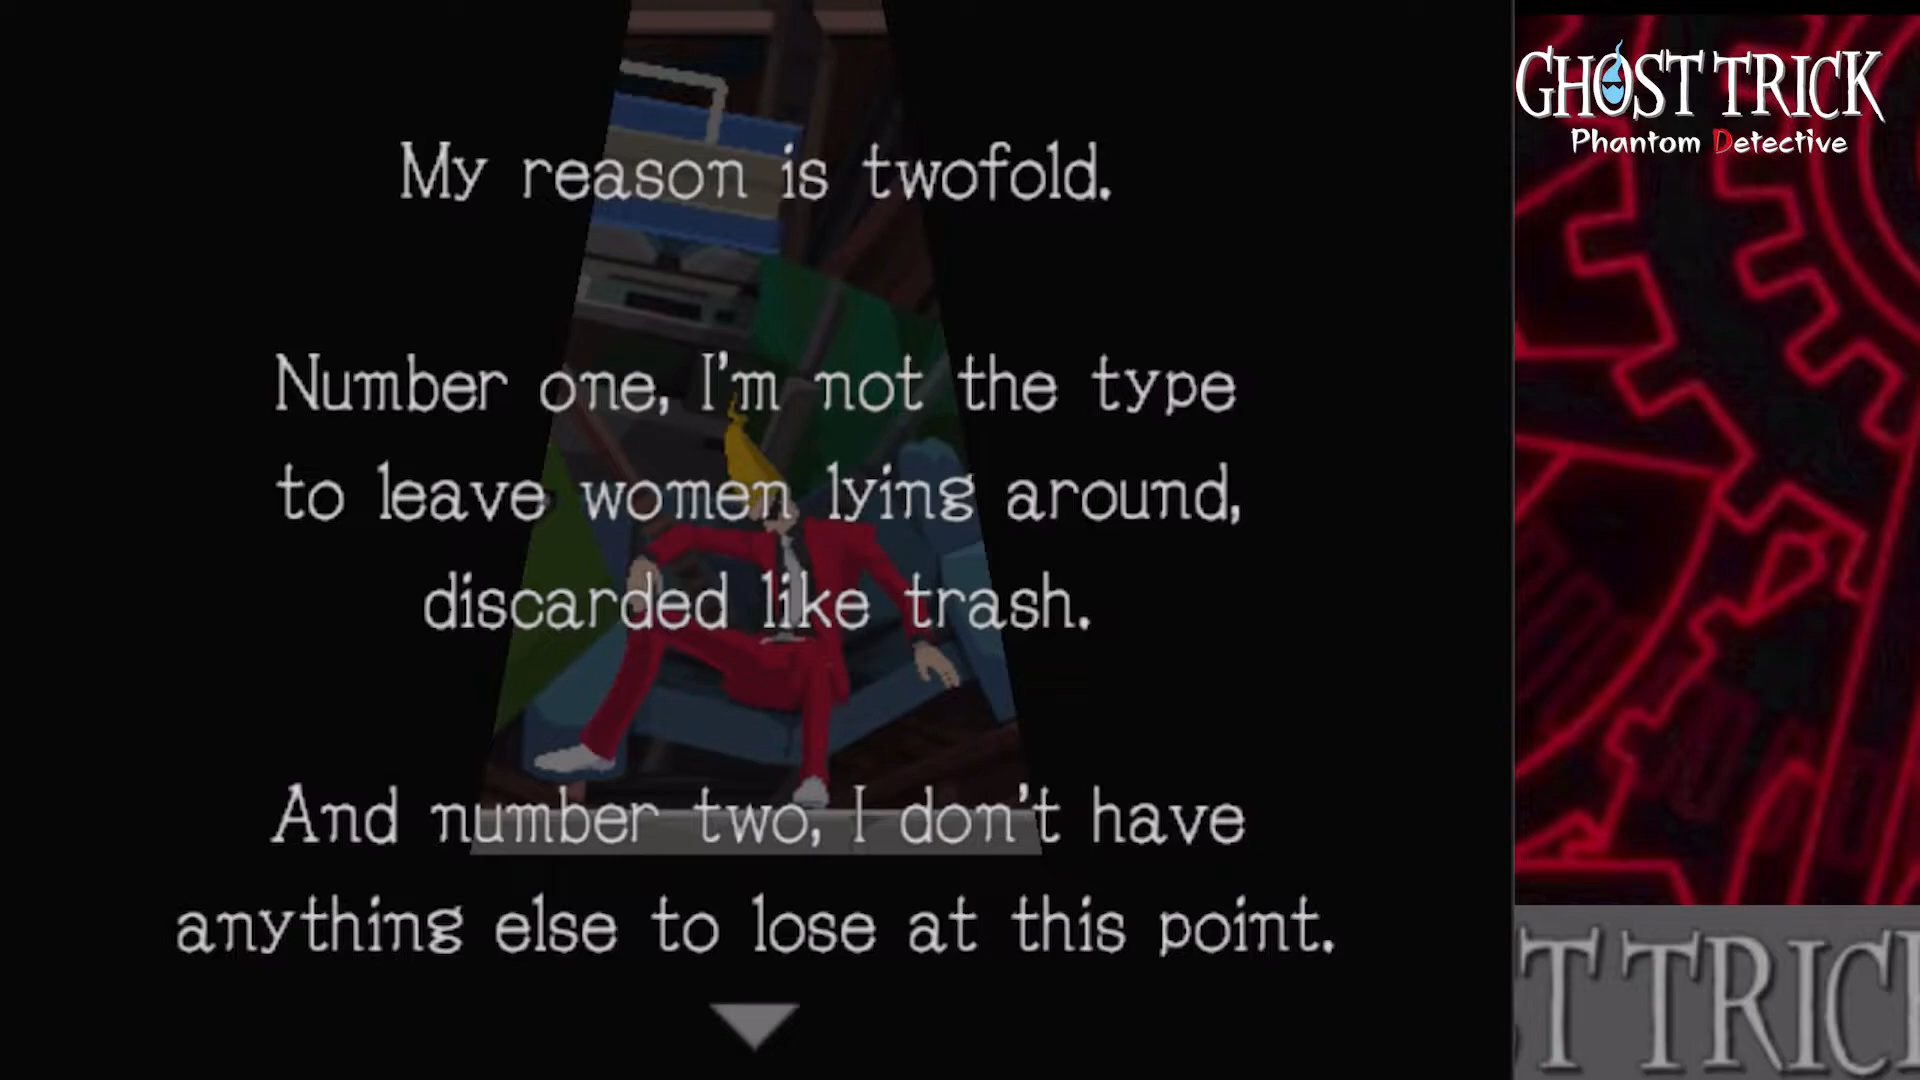 My reason is twofold.
Number one, I'm not the type
to leave women lying around,
discarded like trash.
And number two, I don't have
anything else to lose at this point.
GHOST TRICK
Phantom Detective
T TRICK